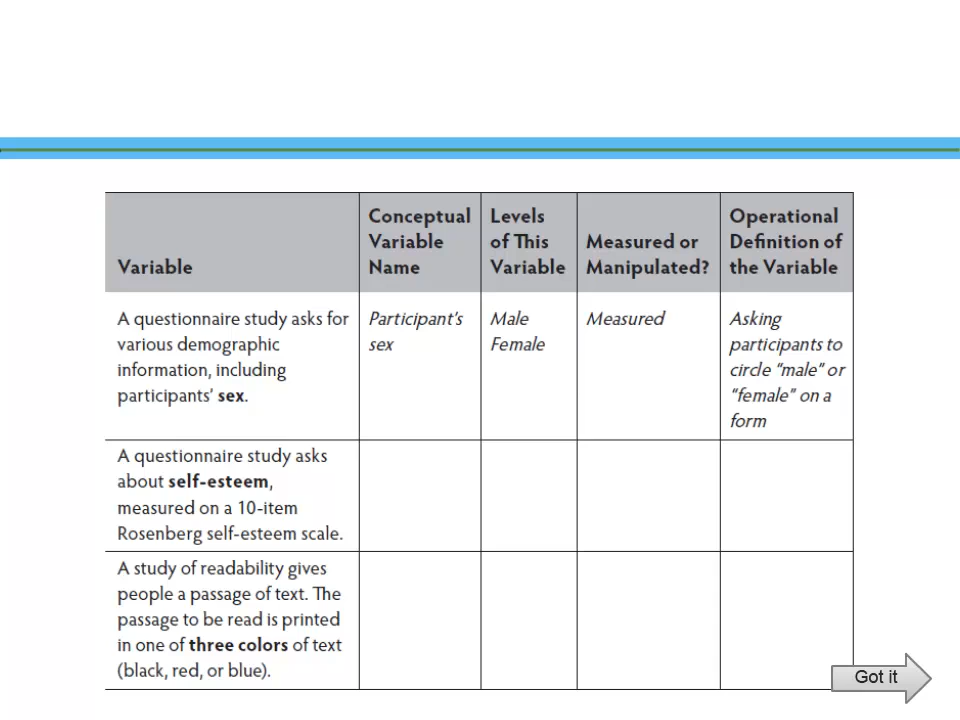 Variable
Conceptual
Variable
Name
Levels
of This
Variable
Measured or
Manipulated?
Operational
Definition of
the Variable
A questionnaire study asks for
various demographic
information, including
participants' sex.
Participant's
sex
Male
Female
Measured
Asking
participants to
circle "male" or
"female" on a
form
A questionnaire study asks
about self-esteem,
measured on a 10-item
Rosenberg self-esteem scale.
A study of readability gives
people a passage of text. The
passage to be read is printed
in one of three colors of text
(black, red, or blue).
Got it